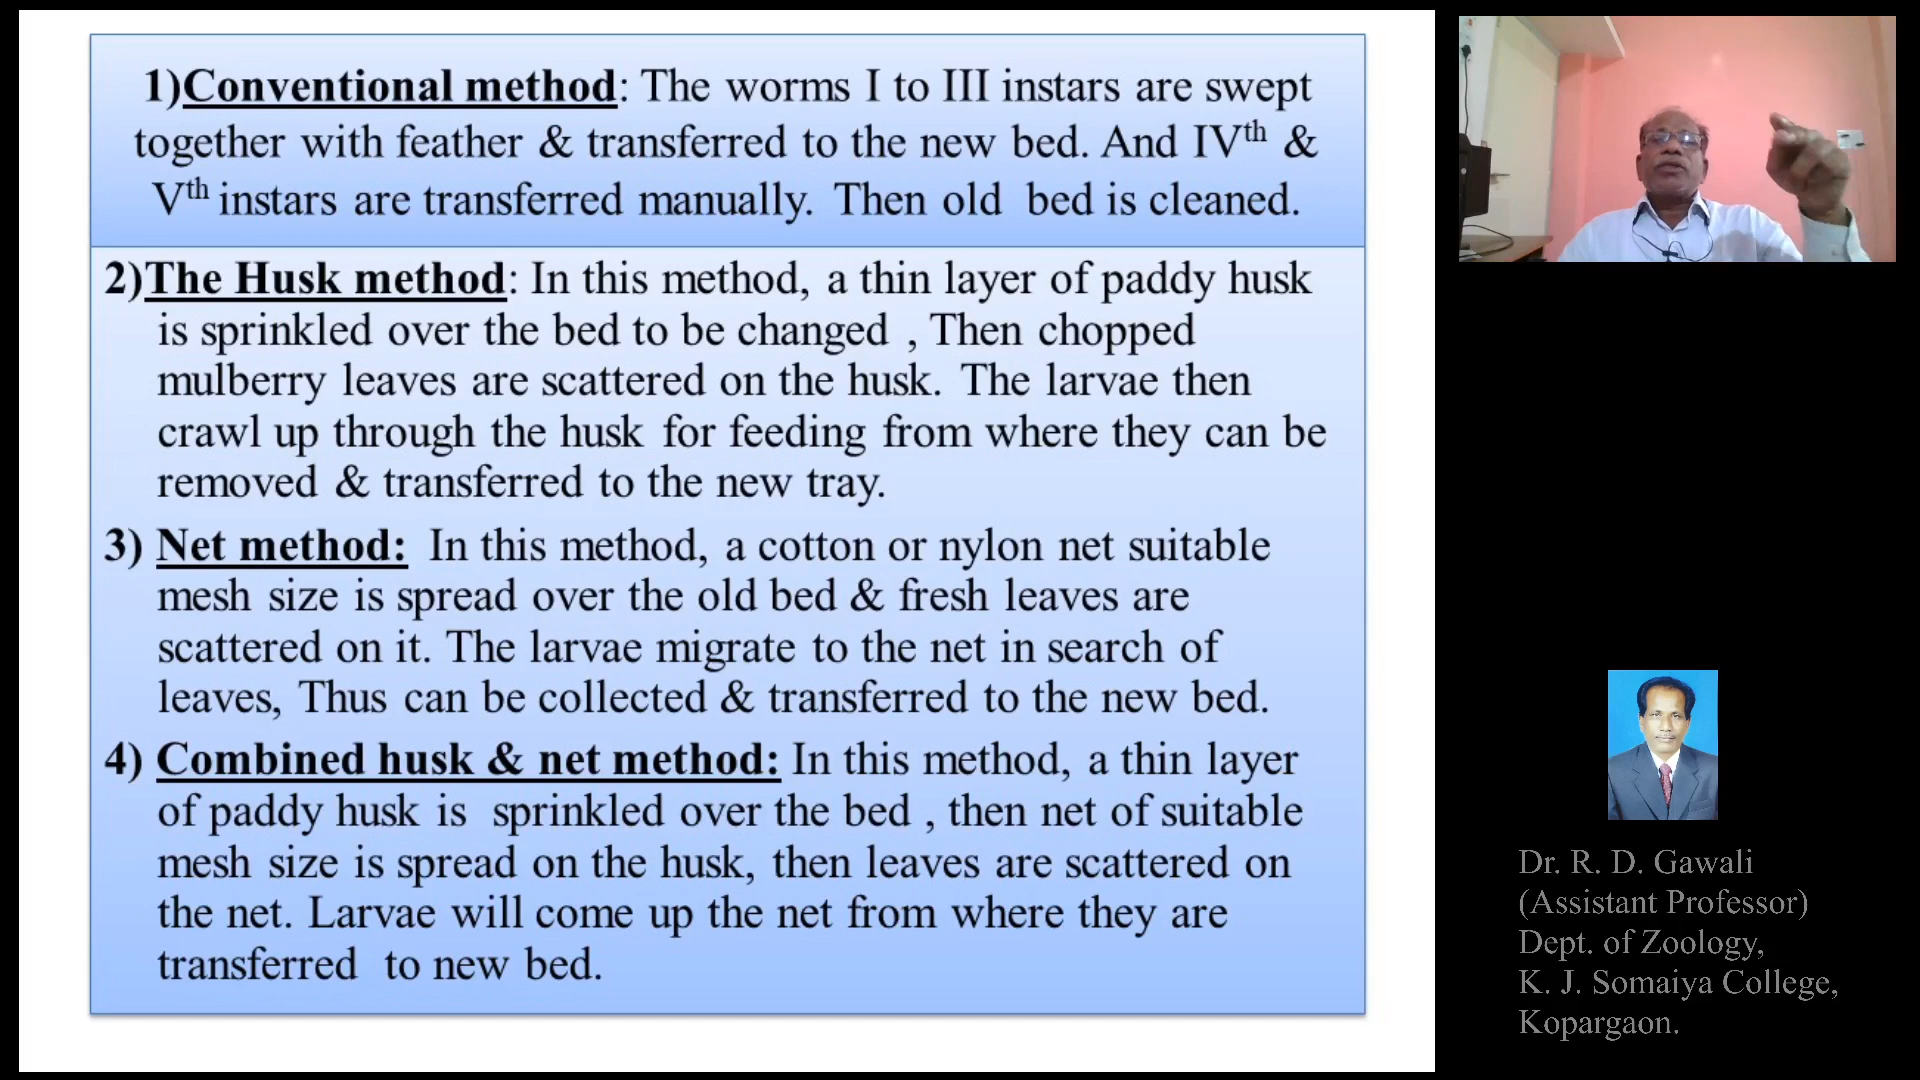 1)Conventional method: The worms I to III instars are swept
together with feather & transferred to the new bed. And IVth &
Vth instars are transferred manually. Then old bed is cleaned.
2)The Husk method: In this method, a thin layer of paddy husk
is sprinkled over the bed to be changed , Then chopped
mulberry leaves are scattered on the husk. The larvae then
crawl up through the husk for feeding from where they can be
removed & transferred to the new tray.
3) Net method: In this method, a cotton or nylon net suitable
mesh size is spread over the old bed & fresh leaves are
scattered on it. The larvae migrate to the net in search of
leaves, Thus can be collected & transferred to the new bed.
4) Combined husk & net method: In this method, a thin layer
of paddy husk is sprinkled over the bed , then net of suitable
mesh size is spread on the husk, then leaves are scattered on
the net. Larvae will come up the net from where they are
transferred to new bed.
Dr. R. D. Gawali
(Assistant Professor)
Dept. of Zoology,
K. J. Somaiya College,
Kopargaon.